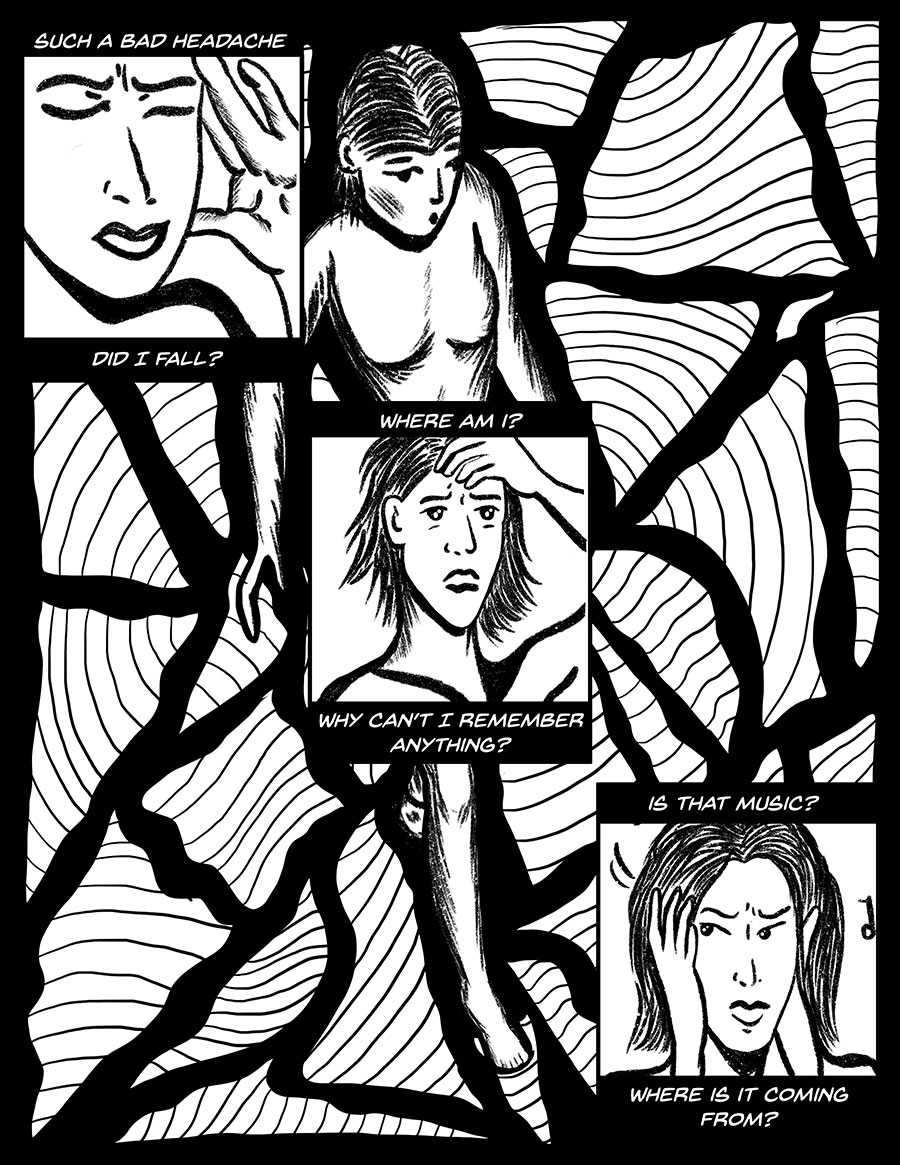 SUCH A BAD HEADACHE
DID I FALL?
WHERE AM I?
WHY CAN'T I REMEMBER
ANYTHING?
IS THAT MUSIC?
WHERE IS IT COMING
FROM?